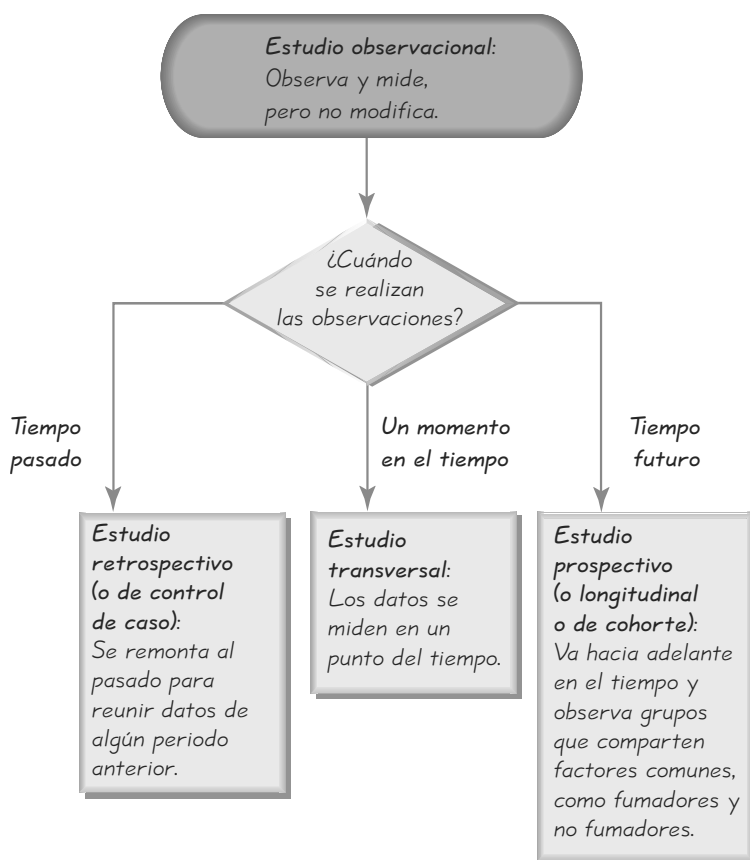 Estudio observacional:
Observa y mide,
pero no modifica.
¿Cuándo
se realizan
las observaciones?
Tiempo
pasado
Un momento
en el tiempo
Tiempo
futuro
Estudio
retrospectivo
(o de control
de caso):
Se remonta al
pasado para
reunir datos de
algún periodo
anterior.
Estudio
transversal:
Los datos se
miden en un
punto del tiempo.
Estudio
prospectivo
(o longitudinal
o de cohorte):
Va hacia adelante
en el tiempo y
observa grupos
que comparten
factores comunes,
como fumadores y
no fumadores.